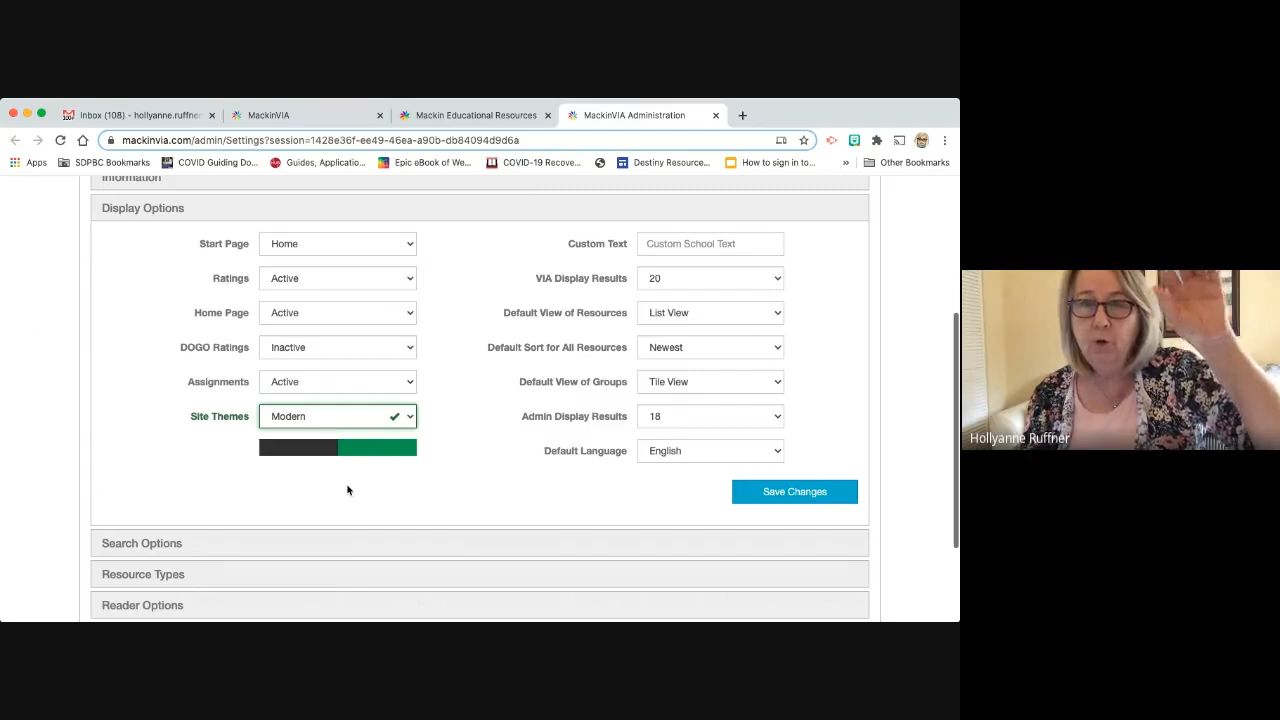 Inbox (108) - hollyanne.ruffner
MackinVIA
Mackin Educational Resources
MackinVIA Administration
mackinvia.com/admin/Settings?session=1428e36f-ee49-46ea-a90b-db84094d9d6a
Apps
SDPBC Bookmarks
COVID Guiding Do...
Guides, Applicatio...
Epic eBook of We...
COVID-19 Recove...
Destiny Resource...
How to sign in to...
»
Other Bookmarks
Information
Display Options
Start Page Home
Custom Text Custom School Text
Ratings Active
VIA Display Results 20
Home Page Active
Default View of Resources List View
DOGO Ratings Inactive
Default Sort for All Resources Newest
Assignments Active
Default View of Groups Tile View
Site Themes Modern
Admin Display Results 18
Default Language English
Save Changes
Search Options
Resource Types
Reader Options
Hollyanne Ruffner